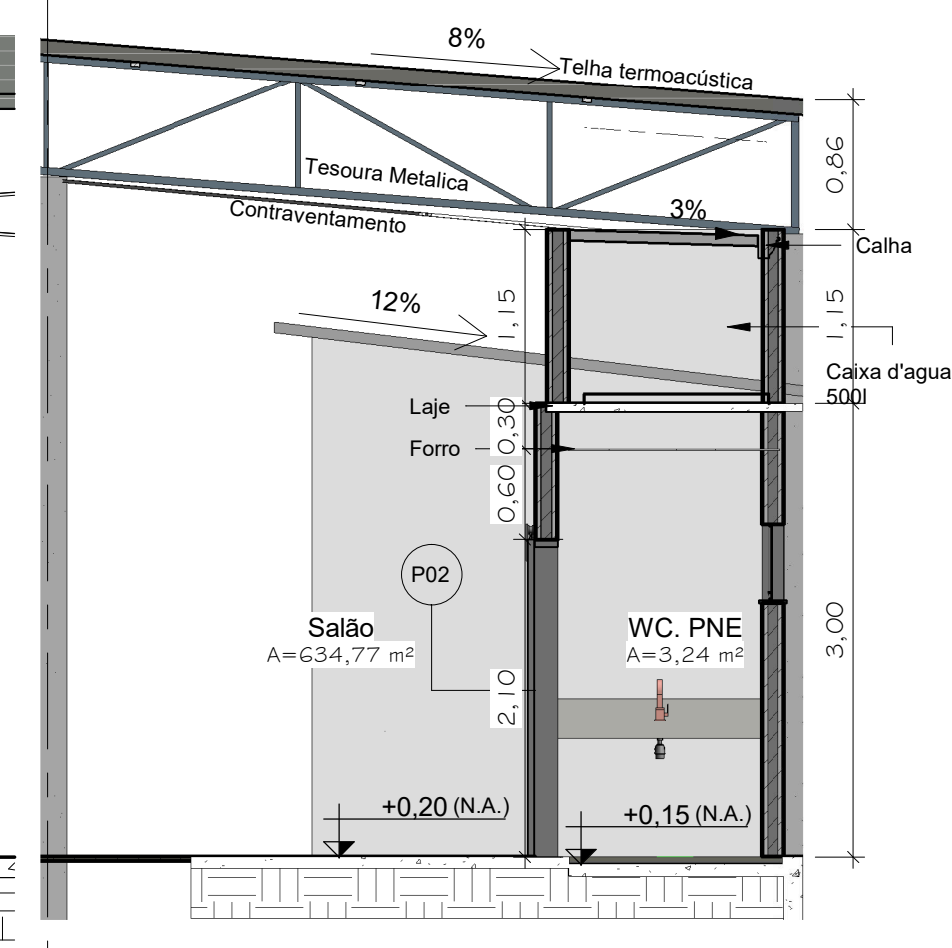 8%
Telha termoacústica
0,86
Tesoura Metalica
Contraventamento
3%
Calha
12%
1,15
1,15
Caixa d'agua
500l
Laje
0,30
Forro
0,60
P02
Salão
A=634,77 m²
WC. PNE
A=3,24 m²
3,00
2,10
+0,20 (N.A.)
+0,15 (N.A.)